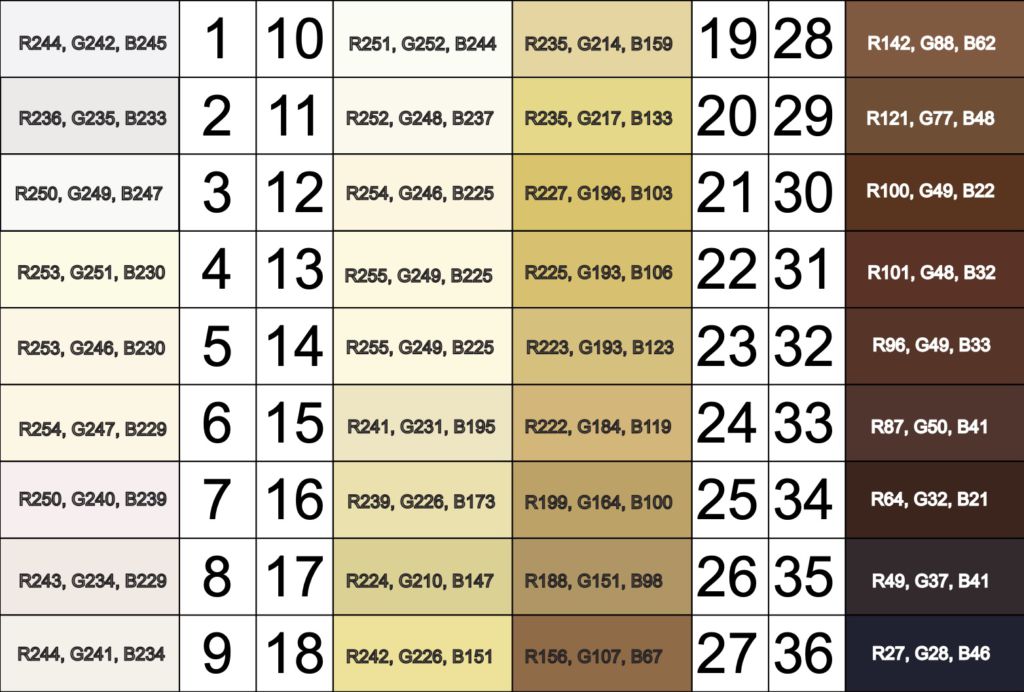 R244, G242, B245 1 10 R251, G252, B244 R235, G214, B159 19 28 R142, G88, B62
R236, G235, B233 2 11 R252, G248, B237 R235, G217, B133 20 29 R121, G77, B48
R250, G249, B247 3 12 R254, G246, B225 R227, G196, B103 21 30 R100, G49, B22
R253, G251, B230 4 13 R255, G249, B225 R225, G193, B106 22 31 R101, G48, B32
R253, G246, B230 5 14 R255, G249, B225 R223, G193, B123 23 32 R96, G49, B33
R254, G247, B229 6 15 R241, G231, B195 R222, G184, B119 24 33 R87, G50, B41
R250, G240, B239 7 16 R239, G226, B173 R199, G164, B100 25 34 R64, G32, B21
R243, G234, B229 8 17 R224, G210, B147 R188, G151, B98 26 35 R49, G37, B41
R244, G241, B234 9 18 R242, G226, B151 R156, G107, B67 27 36 R27, G28, B46